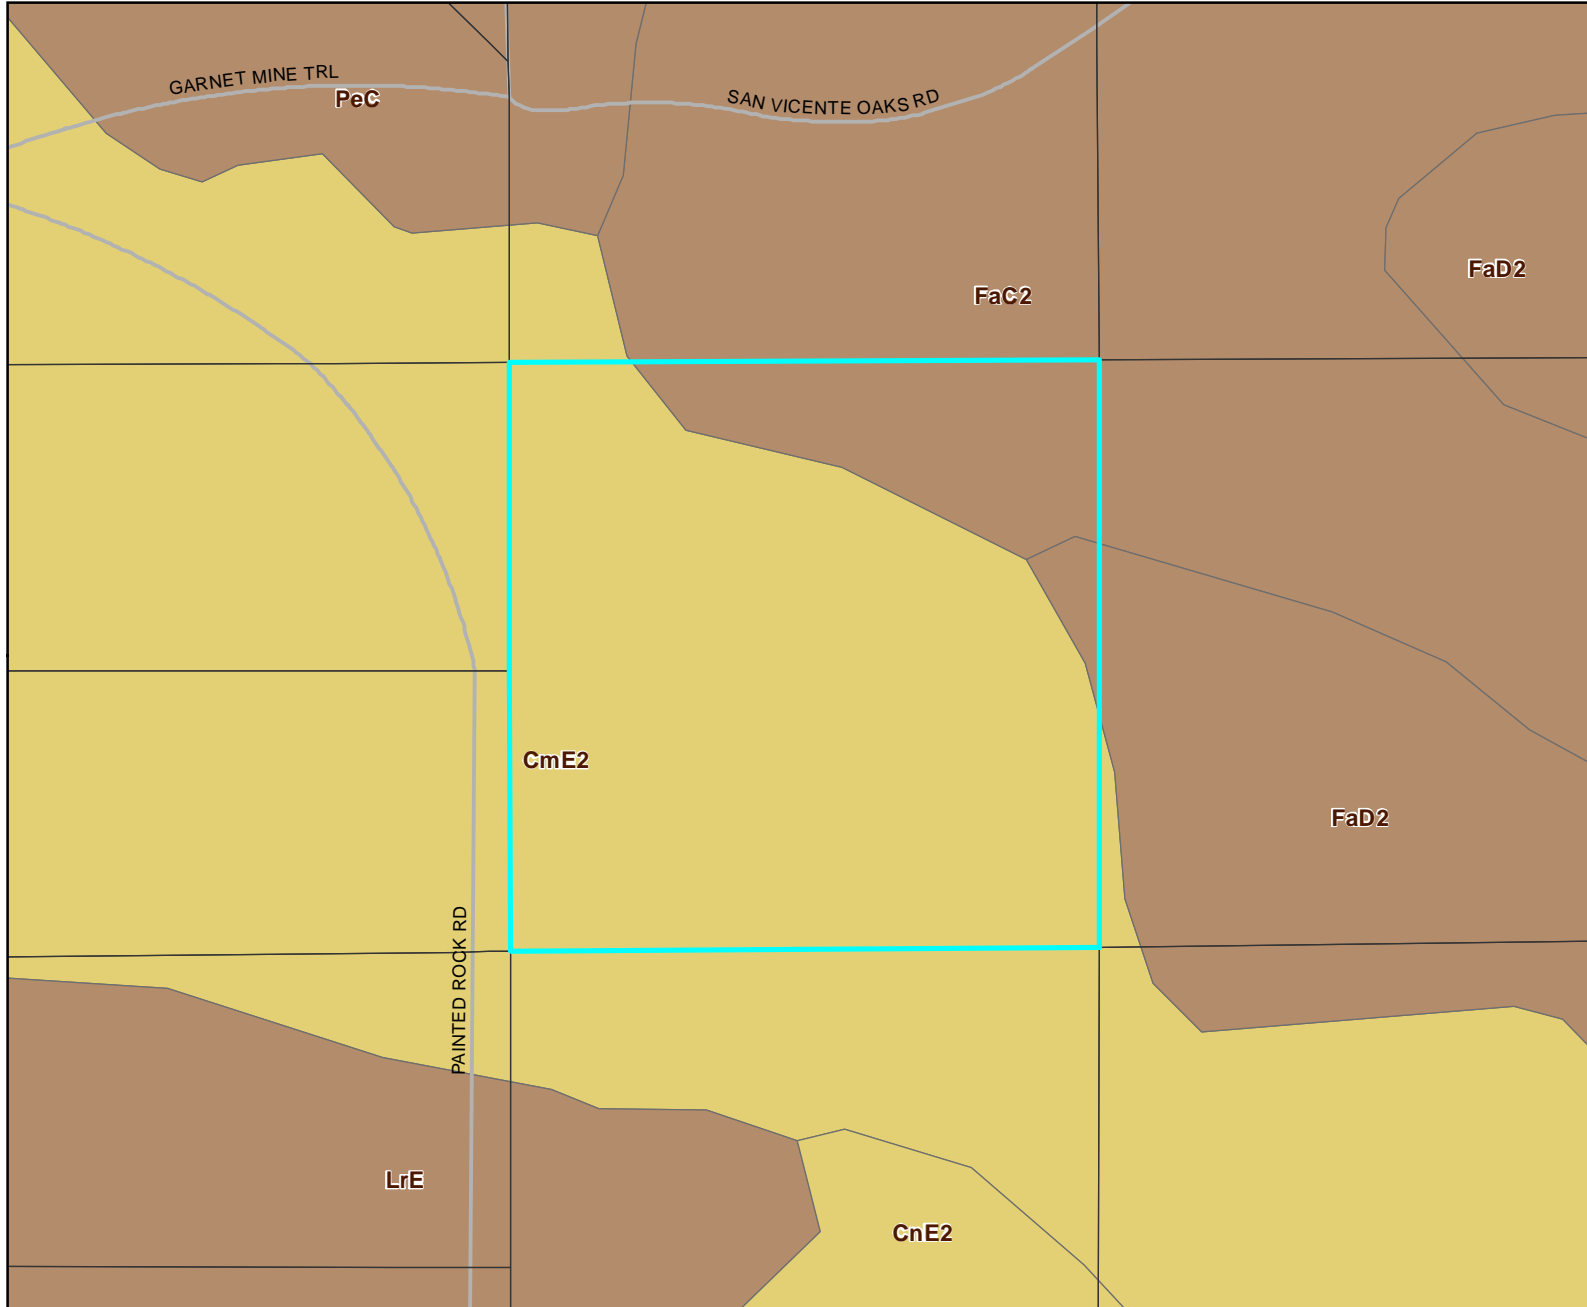 GARNET MINE TRL
PeC
SAN VICENTE OAKS RD
FaD2
FaC2
CmE2
FaD2
PAINTED ROCK RD
LrE
CnE2